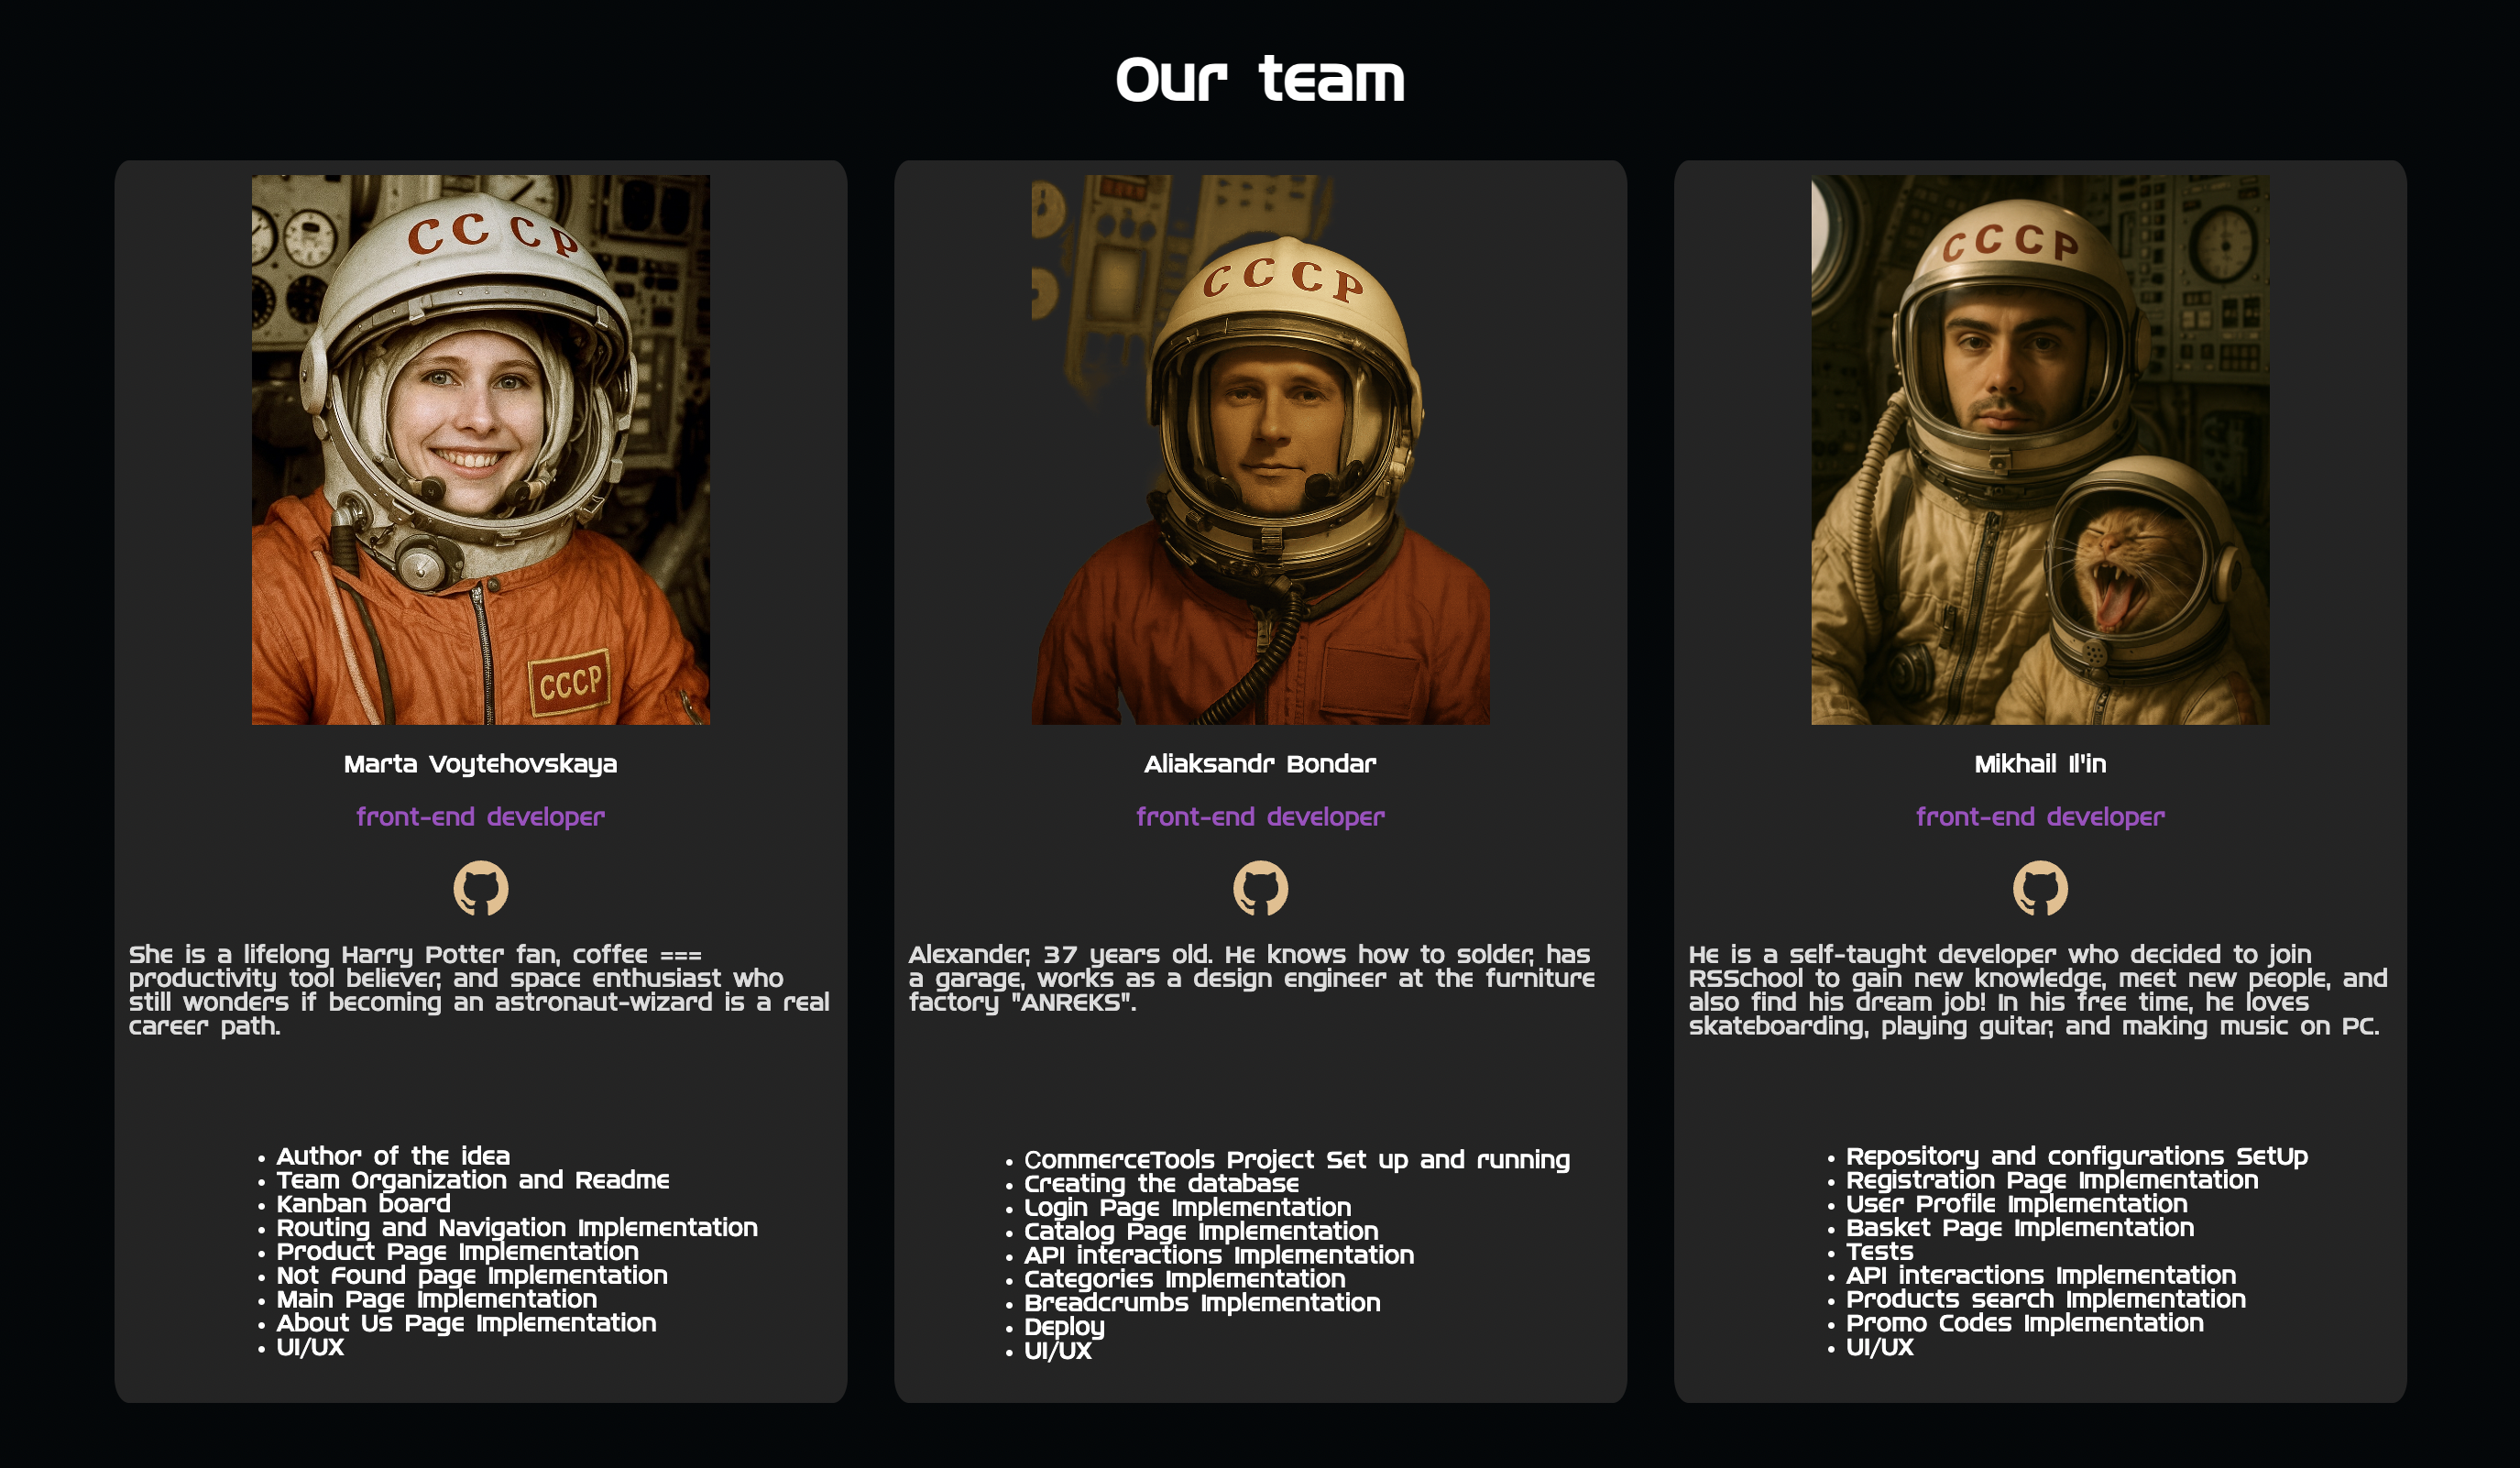 Our team
СССР
СССР
СССР
СССР
Marta Voytehovskaya
front-end developer
She is a lifelong Harry Potter fan, coffee ===
productivity tool believer, and space enthusiast who
still wonders if becoming an astronaut-wizard is a real
career path.
• Author of the idea
• Team Organization and Readme
• Kanban board
• Routing and Navigation Implementation
• Product Page Implementation
• Not Found page Implementation
• Main Page Implementation
• About Us Page Implementation
• UI/UX
Aliaksandr Bondar
front-end developer
Alexander, 37 years old. He knows how to solder, has
a garage, works as a design engineer at the furniture
factory "ANREKS".
• CommerceTools Project Set up and running
• Creating the database
• Login Page Implementation
• Catalog Page Implementation
• API interactions Implementation
• Categories Implementation
• Breadcrumbs Implementation
• Deploy
• UI/UX
Mikhail Il'in
front-end developer
He is a self-taught developer who decided to join
RSSchool to gain new knowledge, meet new people, and
also find his dream job! In his free time, he loves
skateboarding, playing guitar, and making music on PC.
• Repository and configurations SetUp
• Registration Page Implementation
• User Profile Implementation
• Basket Page Implementation
• Tests
• API interactions Implementation
• Products search Implementation
• Promo Codes Implementation
• UI/UX